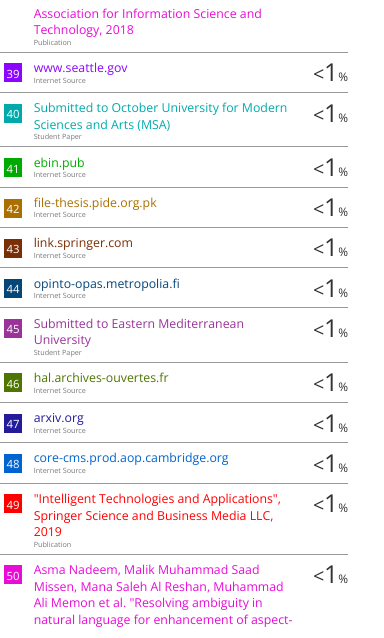 Association for Information Science and
Technology, 2018
Publication
39
www.seattle.gov
<1%
Internet Source
40
Submitted to October University for Modern
Sciences and Arts (MSA)
<1%
Student Paper
41
ebin.pub
<1%
Internet Source
42
file-thesis.pide.org.pk
<1%
Internet Source
43
link.springer.com
<1%
Internet Source
44
opinto-opas.metropolia.fi
<1%
Internet Source
45
Submitted to Eastern Mediterranean
University
<1%
Student Paper
46
hal.archives-ouvertes.fr
<1%
Internet Source
47
arxiv.org
<1%
Internet Source
48
core-cms.prod.aop.cambridge.org
<1%
Internet Source
49
"Intelligent Technologies and Applications",
Springer Science and Business Media LLC,
2019
<1%
Publication
50
Asma Nadeem, Malik Muhammad Saad
Missen, Mana Saleh Al Reshan, Muhammad
Ali Memon et al. "Resolving ambiguity in
natural language for enhancement of aspect-
<1%